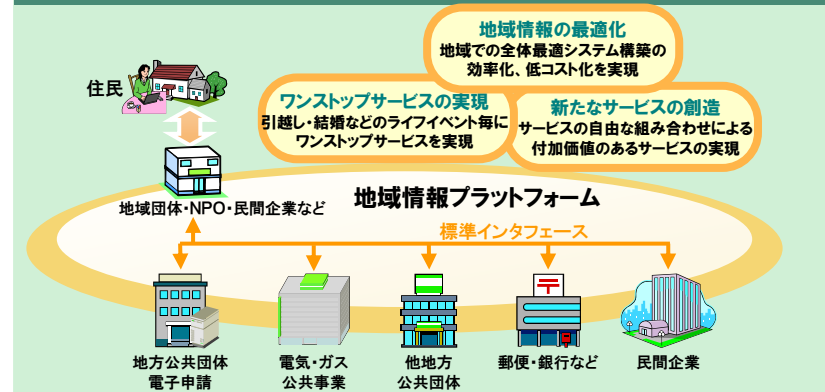 地域情報の最適化
地域での全体最適システム構築の
効率化、低コスト化を実現
住民
ワンストップサービスの実現
引越し・結婚などのライフイベント毎に
ワンストップサービスを実現
新たなサービスの創造
サービスの自由な組み合わせによる
付加価値のあるサービスの実現
地域情報プラットフォーム
地域団体・NPO・民間企業など
標準インタフェース
〒
地方公共団体
電子申請
電気・ガス
公共事業
他地方
公共団体
郵便・銀行など
民間企業